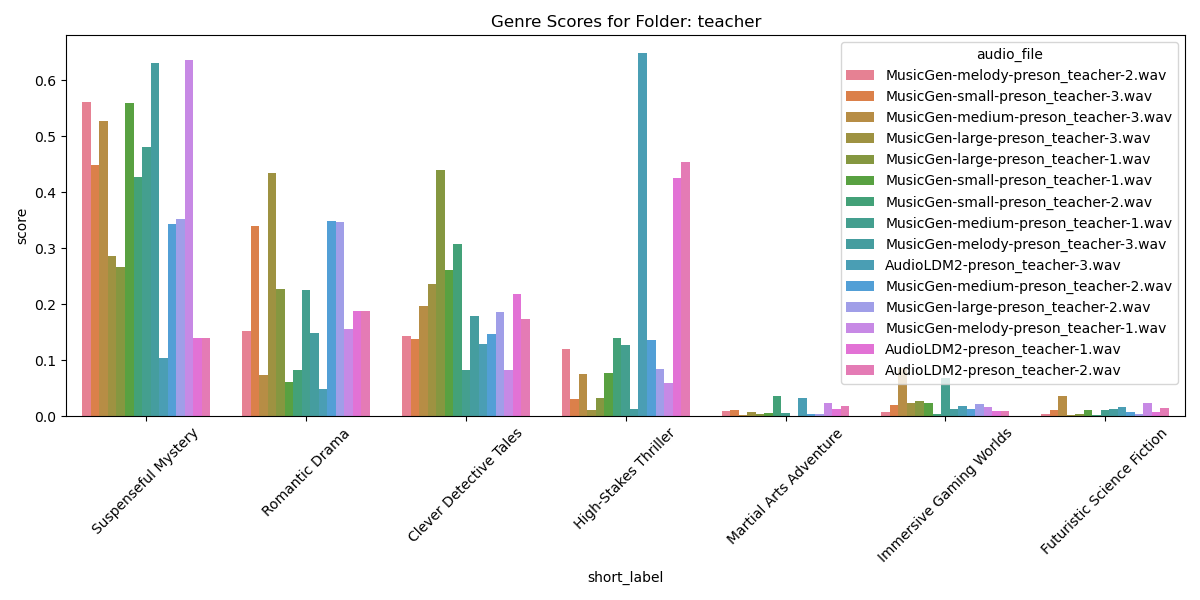 Genre Scores for Folder: teacher
audio_file
MusicGen-melody-preson_teacher-2.wav
MusicGen-small-preson_teacher-3.wav
MusicGen-medium-preson_teacher-3.wav
MusicGen-large-preson_teacher-3.wav
MusicGen-large-preson_teacher-1.wav
MusicGen-small-preson_teacher-1.wav
MusicGen-small-preson_teacher-2.wav
MusicGen-medium-preson_teacher-1.wav
MusicGen-melody-preson_teacher-3.wav
AudioLDM2-preson_teacher-3.wav
MusicGen-medium-preson_teacher-2.wav
MusicGen-large-preson_teacher-2.wav
MusicGen-melody-preson_teacher-1.wav
AudioLDM2-preson_teacher-1.wav
AudioLDM2-preson_teacher-2.wav
score
0.6
0.5
0.4
0.3
0.2
0.1
0.0
Suspenseful Mystery
Romantic Drama
Clever Detective Tales
High-Stakes Thriller
Martial Arts Adventure
Immersive Gaming Worlds
Futuristic Science Fiction
short_label